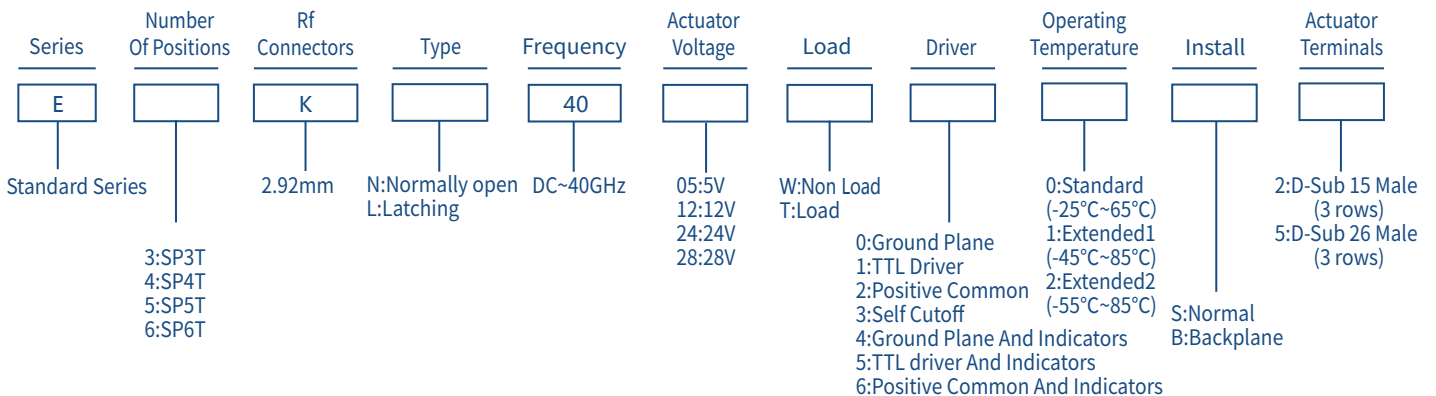 Series
Number
Of Positions
Rf
Connectors
Type
Frequency
Actuator
Voltage
Load
Driver
Operating
Temperature
Install
Actuator
Terminals
E
K
40
Standard Series
3:SP3T
4:SP4T
5:SP5T
6:SP6T
2.92mm
N:Normally open
L:Latching
DC~40GHz
05:5V
12:12V
24:24V
28:28V
W:Non Load
T:Load
0:Ground Plane
1:TTL Driver
2:Positive Common
3:Self Cutoff
4:Ground Plane And Indicators
5:TTL driver And Indicators
6:Positive Common And Indicators
0:Standard
(-25°C~65°C)
1:Extended1
(-45°C~85°C)
2:Extended2
(-55°C~85°C)
S:Normal
B:Backplane
2:D-Sub 15 Male
(3 rows)
5:D-Sub 26 Male
(3 rows)